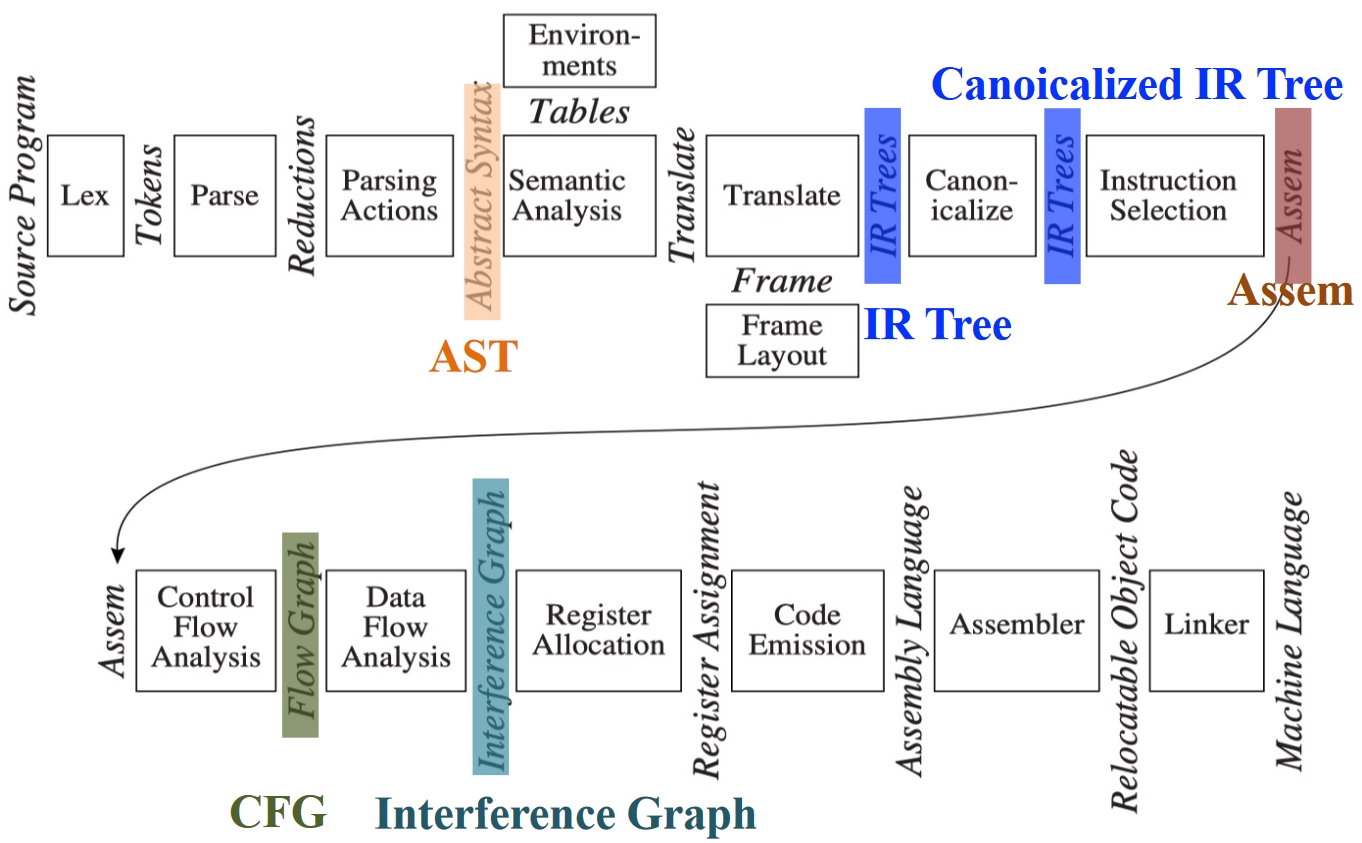 Environ-
ments
Tables
Canoicalized IR Tree
Source Program
Lex
Tokens
Parse
Reductions
Parsing
Actions
Abstract Syntax
Semantic
Analysis
Translate
Translate
IR Trees
Canon-
icalize
IR Trees
Instruction
Selection
Assem
AST
Frame
Frame
Layout
IR Tree
Assem
Assem
Control
Flow
Analysis
Flow Graph
Data
Flow
Analysis
Interference Graph
Register
Allocation
Register Assignment
Code
Emission
Assembly Language
Assembler
Relocatable Object Code
Linker
Machine Language
CFG
Interference Graph